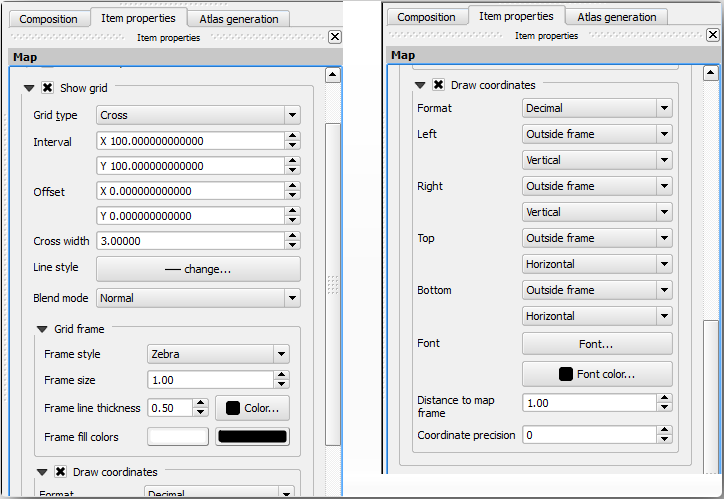 Composition Item properties Atlas generation
Item properties
Map
Show grid
Grid type Cross
Interval X 100.000000000000
Y 100.000000000000
Offset X 0.000000000000
Y 0.000000000000
Cross width 3.00000
Line style change...
Blend mode Normal
Grid frame
Frame style Zebra
Frame size 1.00
Frame line thickness 0.50 Color...
Frame fill colors
Draw coordinates
Format Decimal
Composition Item properties Atlas generation
Item properties
Map
Draw coordinates
Format Decimal
Left Outside frame
Vertical
Right Outside frame
Vertical
Top Outside frame
Horizontal
Bottom Outside frame
Horizontal
Font Font...
Font color...
Distance to map
frame 1.00
Coordinate precision 0